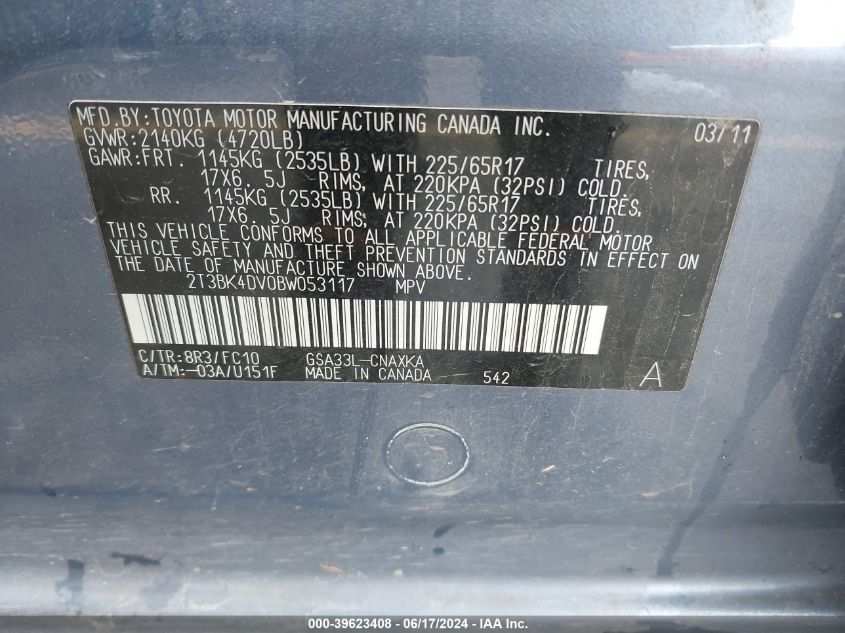 MFD.BY:TOYOTA MOTOR MANUFACTURING CANADA INC. 03/11
GVWR:2140KG (4720LB)
GAWR:FRT. 1145KG (2535LB) WITH 225/65R17 TIRES,
17X6. 5J RIMS, AT 220KPA (32PSI) COLD.
RR. 1145KG (2535LB) WITH 225/65R17 TIRES,
17X6. 5J RIMS, AT 220KPA (32PSI) COLD.
THIS VEHICLE CONFORMS TO ALL APPLICABLE FEDERAL MOTOR
VEHICLE SAFETY AND THEFT PREVENTION STANDARDS IN EFFECT ON
THE DATE OF MANUFACTURE SHOWN ABOVE.
2T3BK4DV0BW053117 MPV
C/TR:8R3/FC10 GSA33L-CNAXKA
A/TM:-03A/U151F MADE IN CANADA 542 A
000-39623408 - 06/17/2024 - IAA Inc.